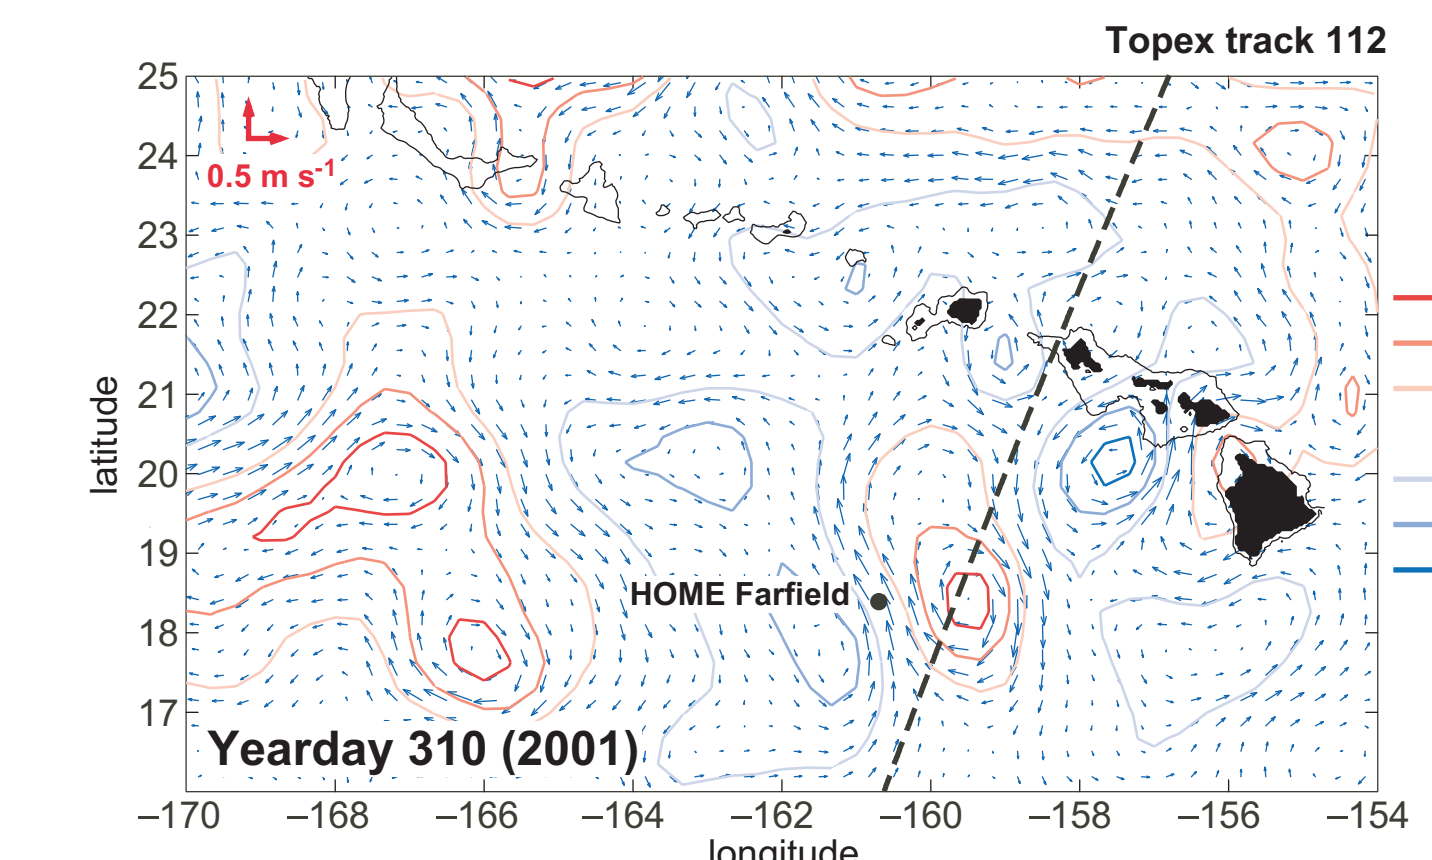 Topex track 112
25
24
23
22
21
20
19
18
17
latitude
0.5 m s-1
HOME Farfield
Yearday 310 (2001)
–170 –168 –166 –164 –162 –160 –158 –156 –154
longitude